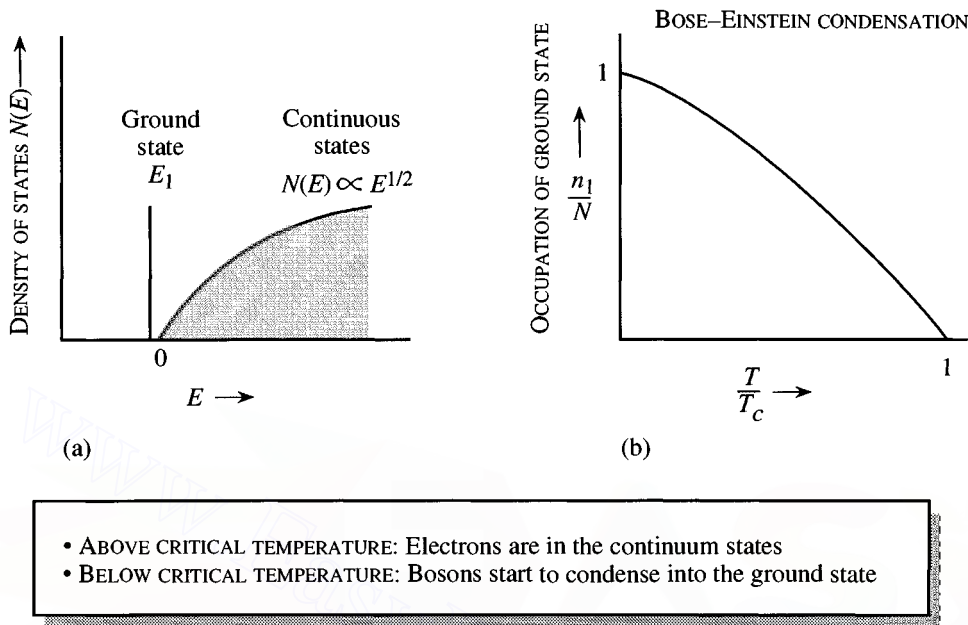 DENSITY OF STATES N(E)
Ground
state
E₁
Continuous
states
N(E) ∝ E^{1/2}
0
E
(a)
BOSE–EINSTEIN CONDENSATION
OCCUPATION OF GROUND STATE
n₁/N
1
1
T/T_c
(b)
• ABOVE CRITICAL TEMPERATURE: Electrons are in the continuum states
• BELOW CRITICAL TEMPERATURE: Bosons start to condense into the ground state